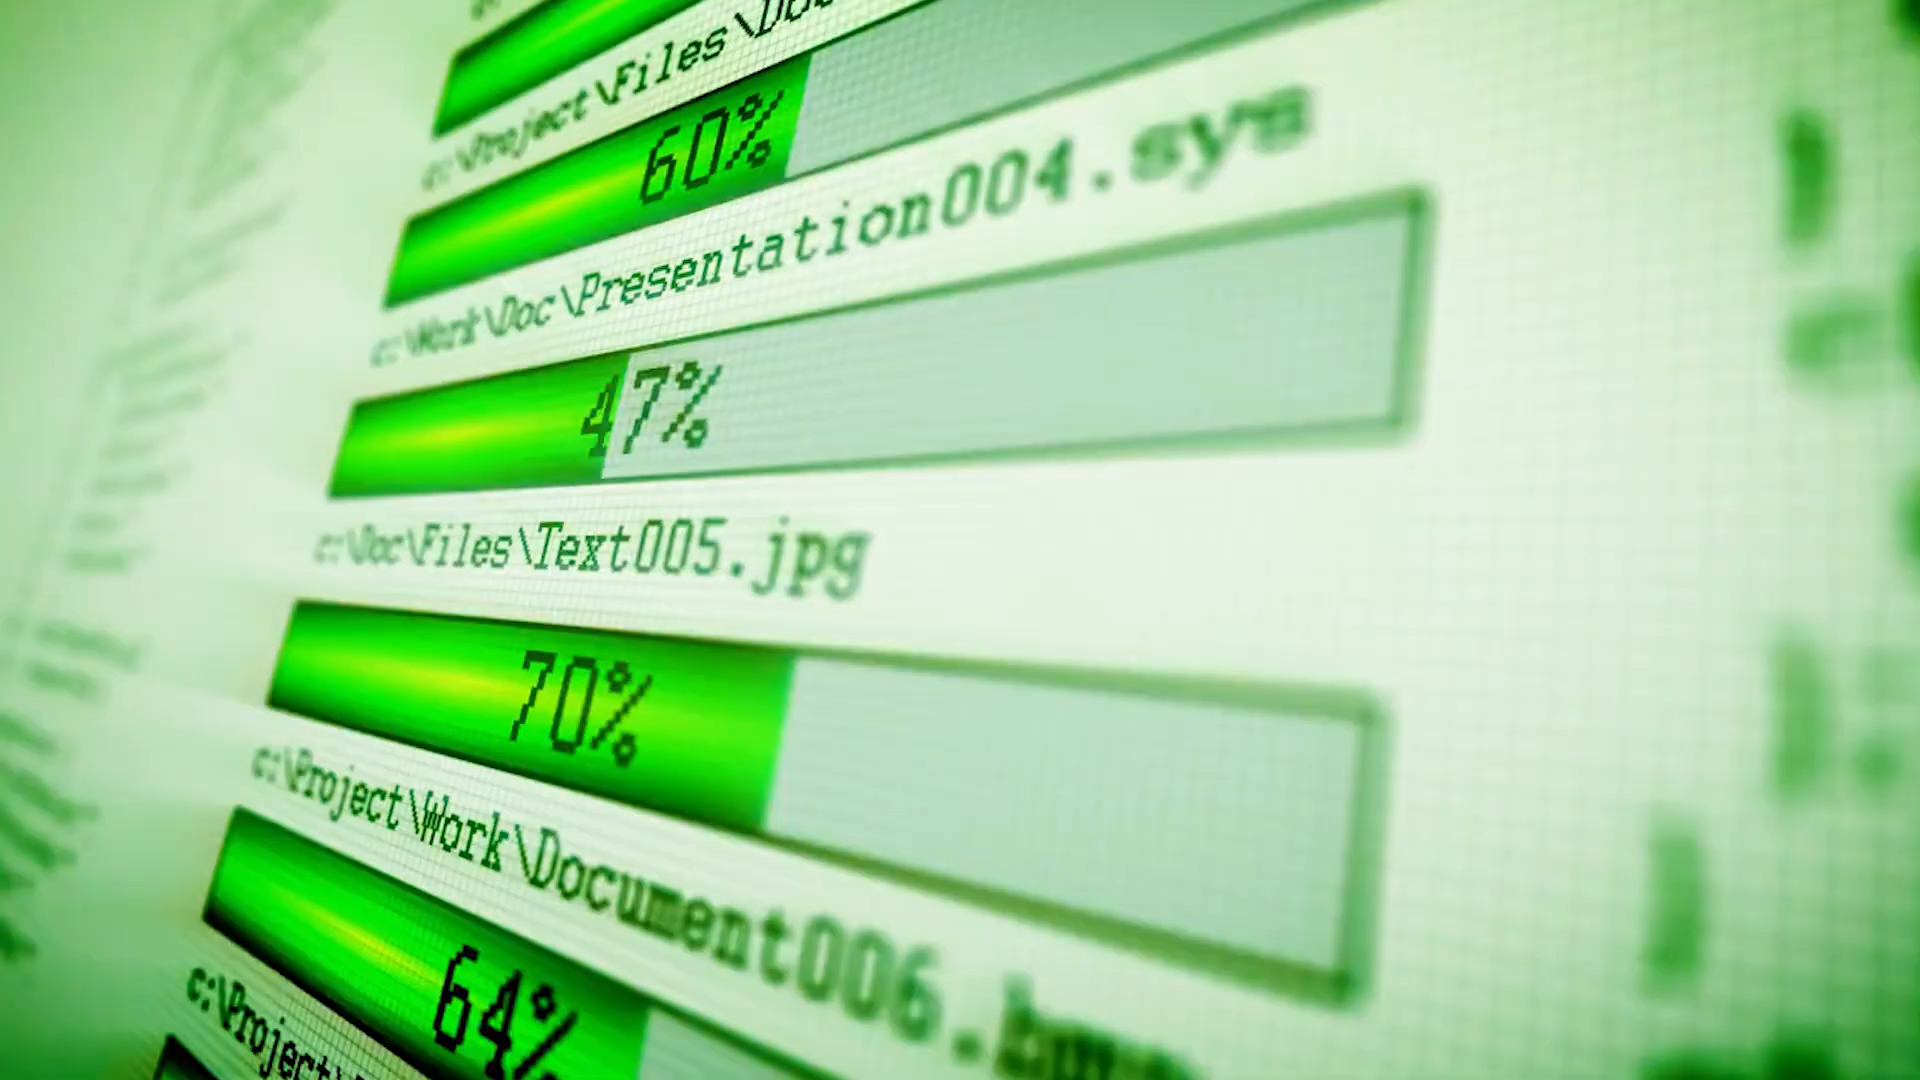 c:\Project\Files\Doc
60%
c:\Work\Doc\Presentation004.sys
47%
c:\Doc\Files\Text005.jpg
70%
c:\Project\Work\Document006.bmp
64%
c:\Project\